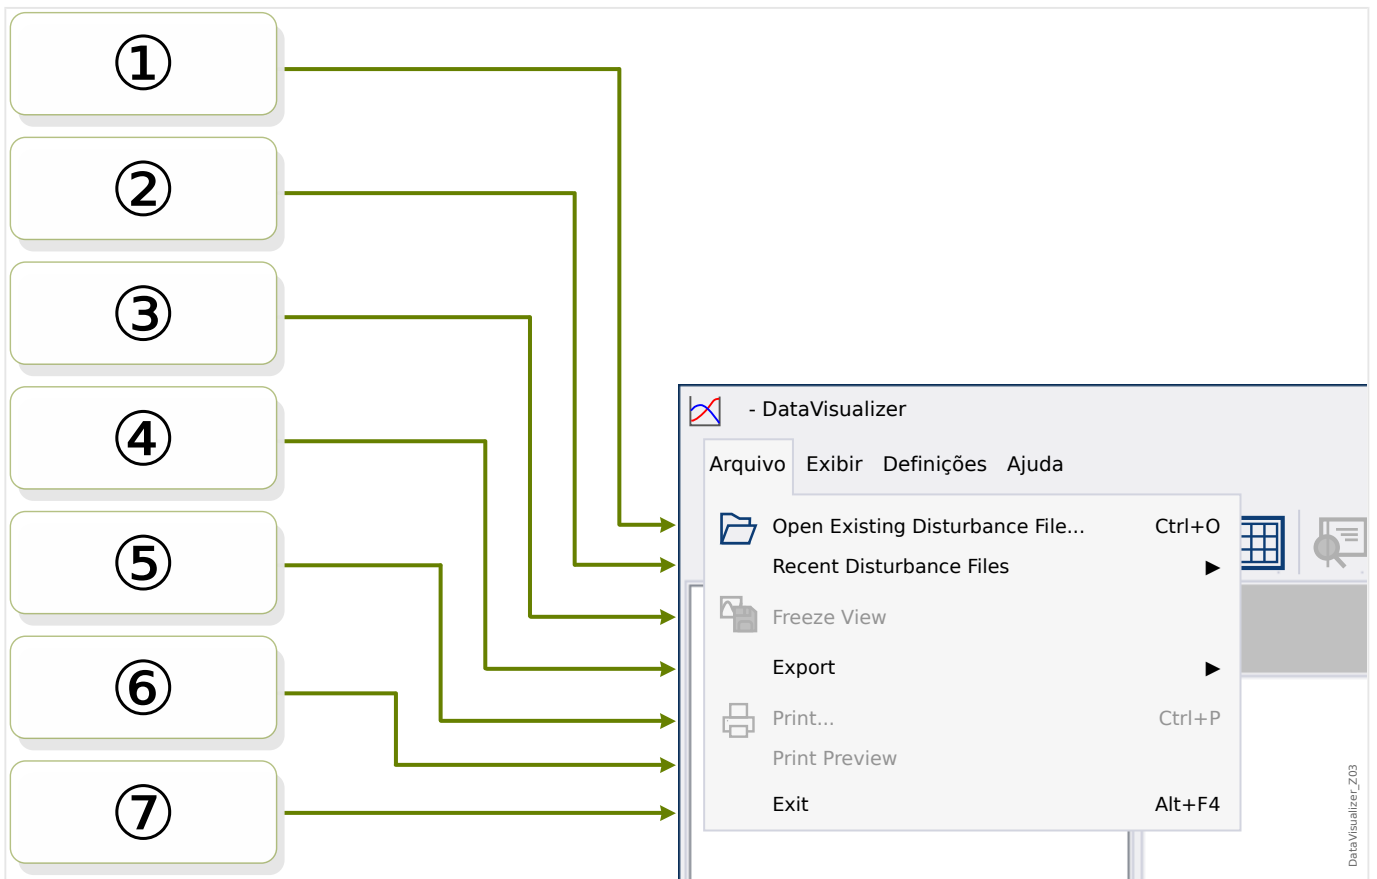 ①
②
③
④
⑤
⑥
⑦
- DataVisualizer
Arquivo Exibir Definições Ajuda
Open Existing Disturbance File... Ctrl+O
Recent Disturbance Files ▶
Freeze View
Export ▶
Print... Ctrl+P
Print Preview
Exit Alt+F4
DataVisualizer_Z03